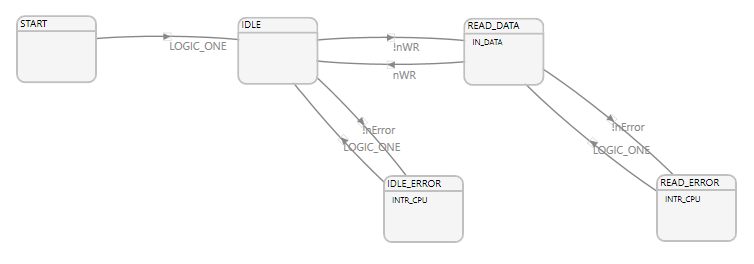 START
LOGIC_ONE
IDLE
!nWR
nWR
READ_DATA
IN_DATA
!nError
LOGIC_ONE
IDLE_ERROR
INTR_CPU
!nError
LOGIC_ONE
READ_ERROR
INTR_CPU